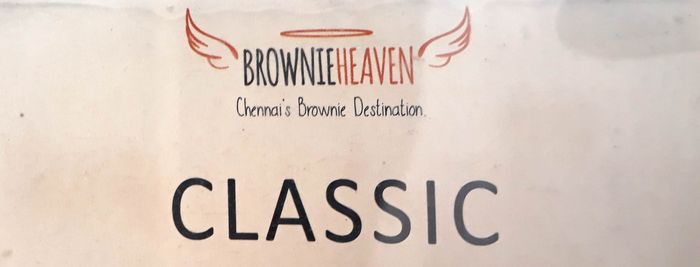 BROWNIEHEAVEN
Chennai's Brownie Destination.
CLASSIC